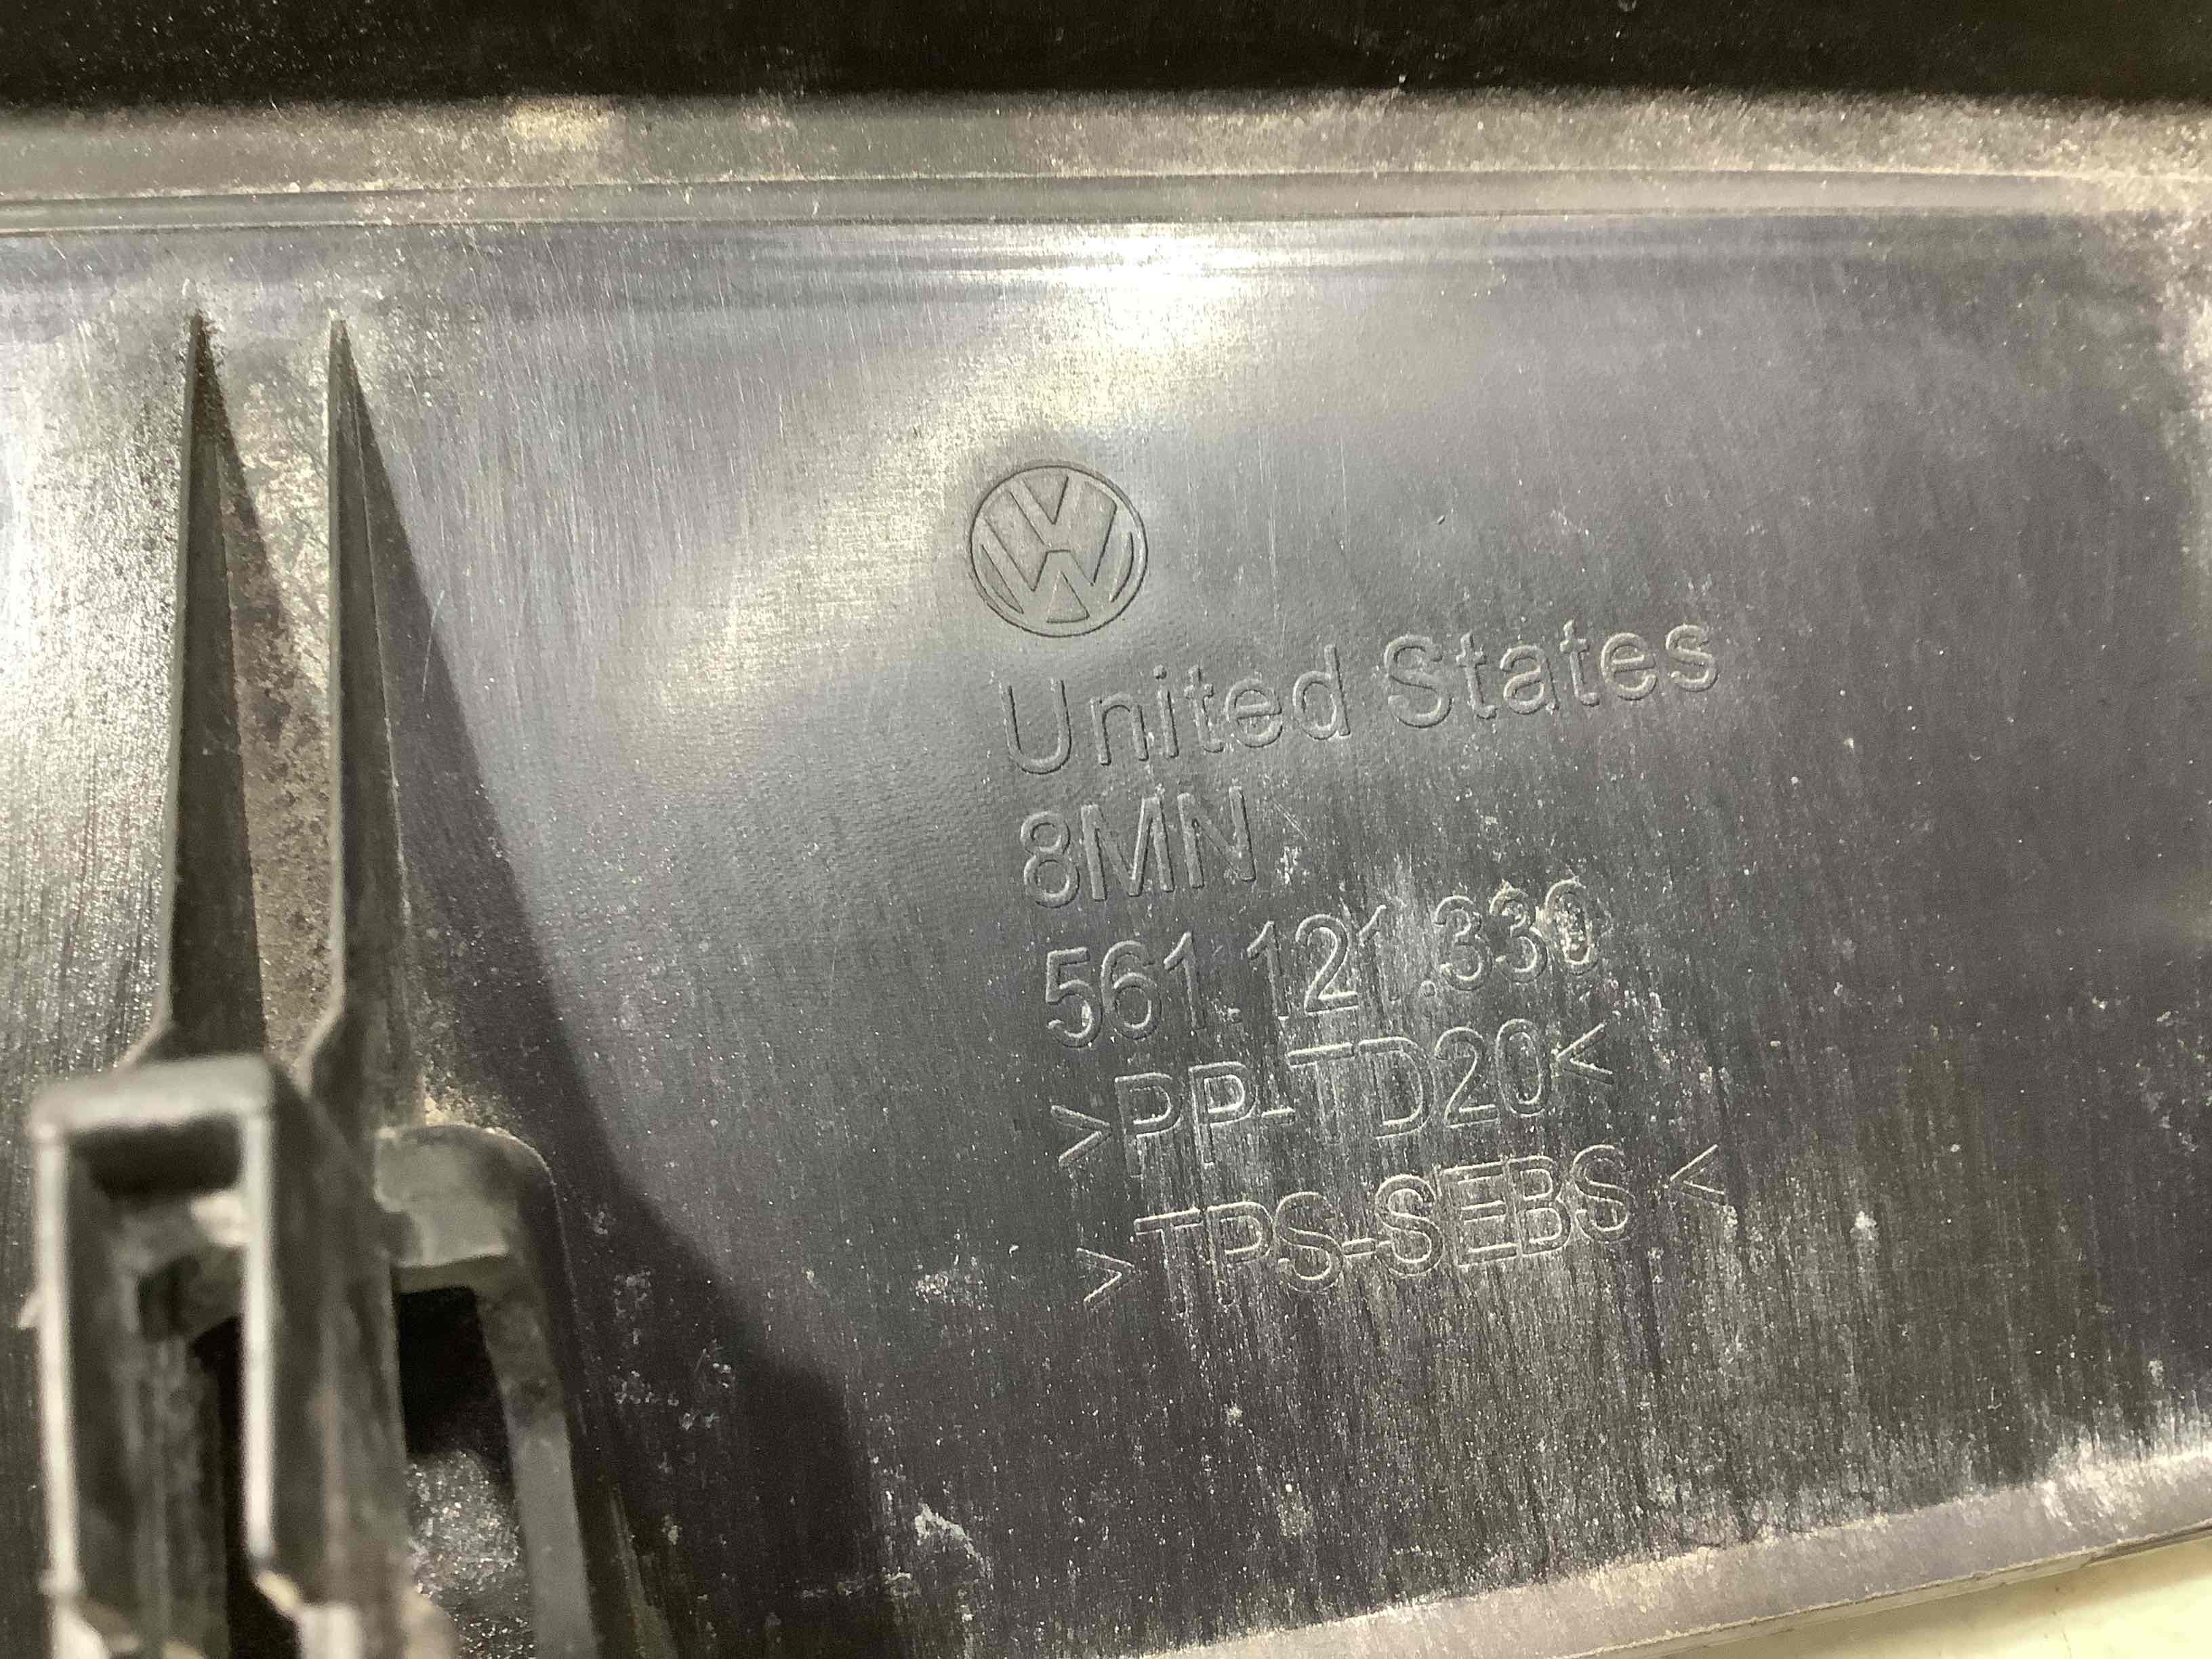 United States
8MN
561.121.330
>PP-TD20<
>TPS-SEBS <